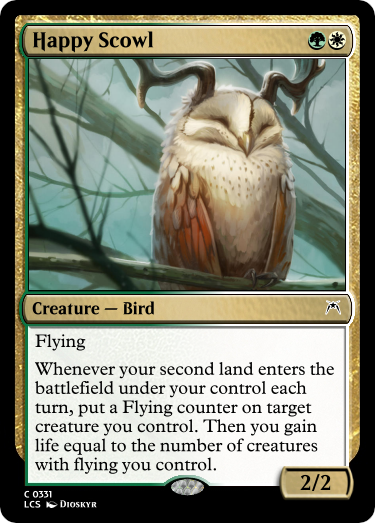 Happy Scowl
Creature — Bird
Flying
Whenever your second land enters the
battlefield under your control each
turn, put a Flying counter on target
creature you control. Then you gain
life equal to the number of creatures
with flying you control.
2/2
C 0331
LCS Dioskyr